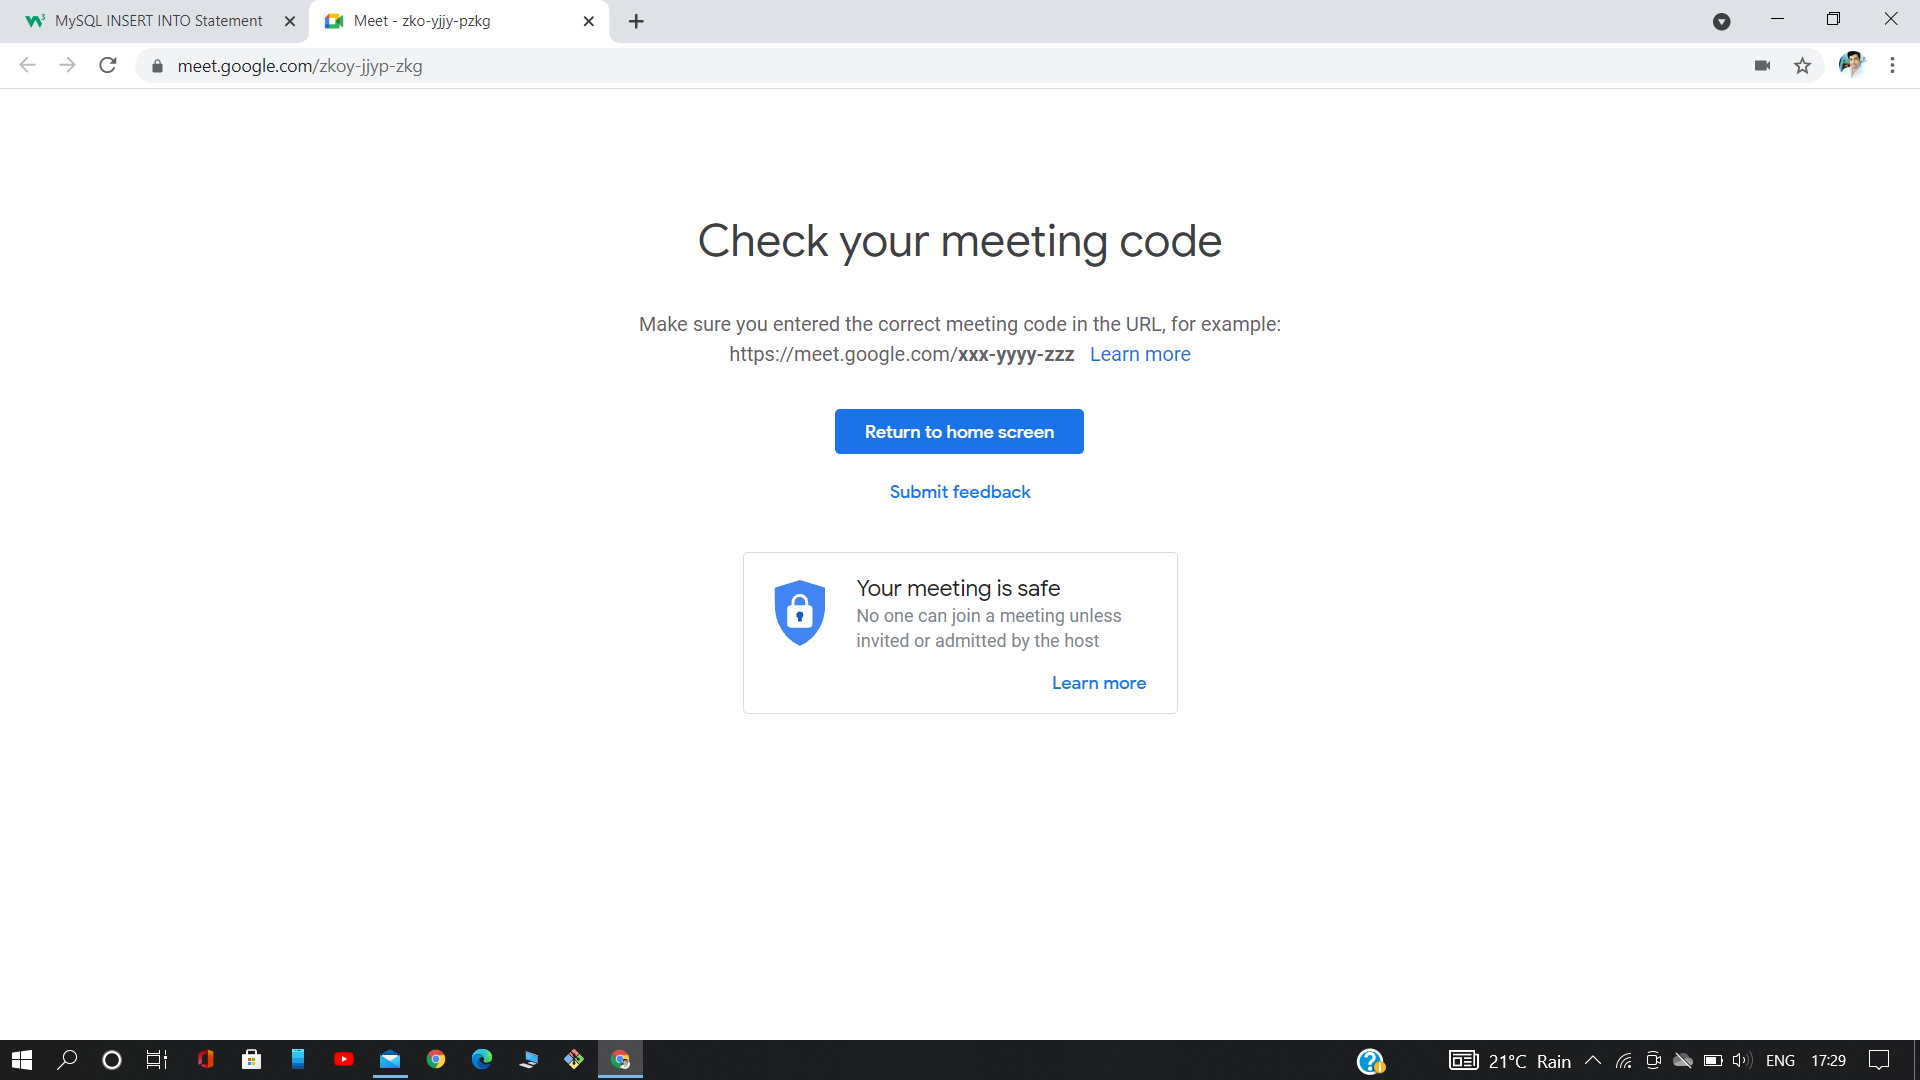 MySQL INSERT INTO Statement
Meet - zko-yjjy-pzkg
meet.google.com/zkoy-jjyp-zkg
Check your meeting code
Make sure you entered the correct meeting code in the URL, for example:
https://meet.google.com/xxx-yyyy-zzz Learn more
Return to home screen
Submit feedback
Your meeting is safe
No one can join a meeting unless
invited or admitted by the host
Learn more
21°C Rain ENG 17:29